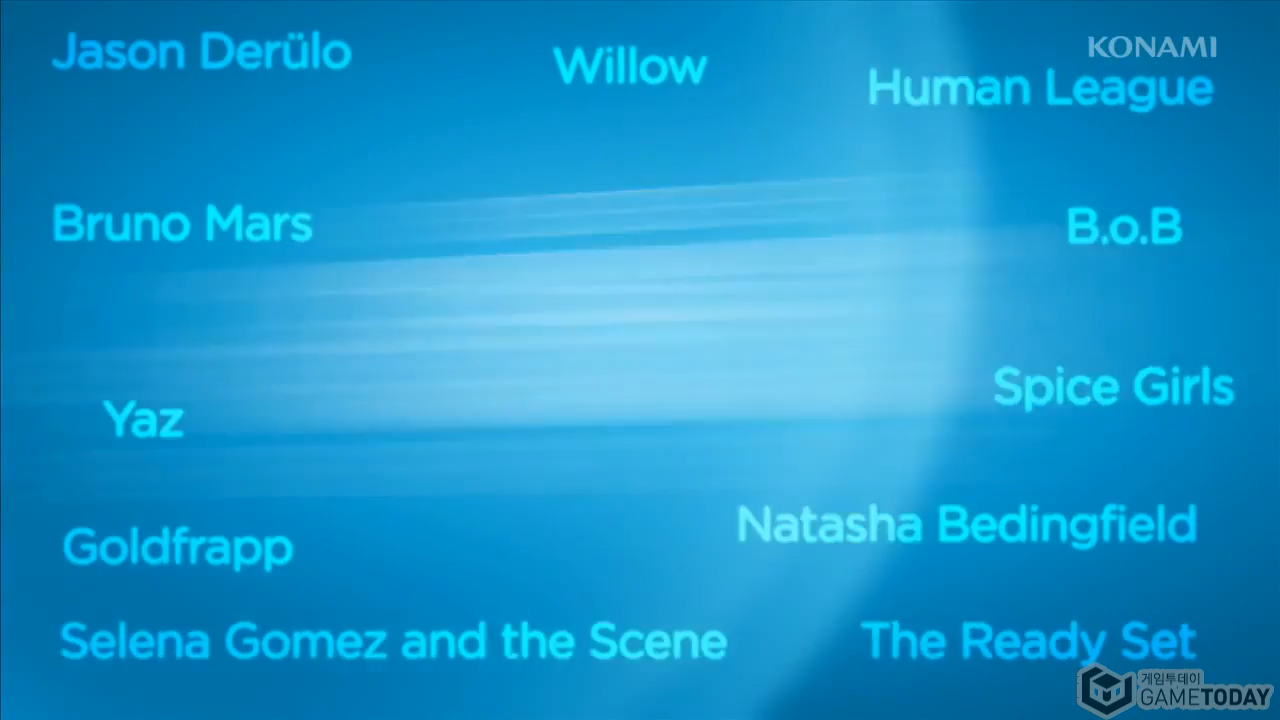 Jason Derülo
Willow
KONAMI
Human League
Bruno Mars
B.o.B
Spice Girls
Yaz
Natasha Bedingfield
Goldfrapp
Selena Gomez and the Scene
The Ready Set
게임투데이
GAMETODAY